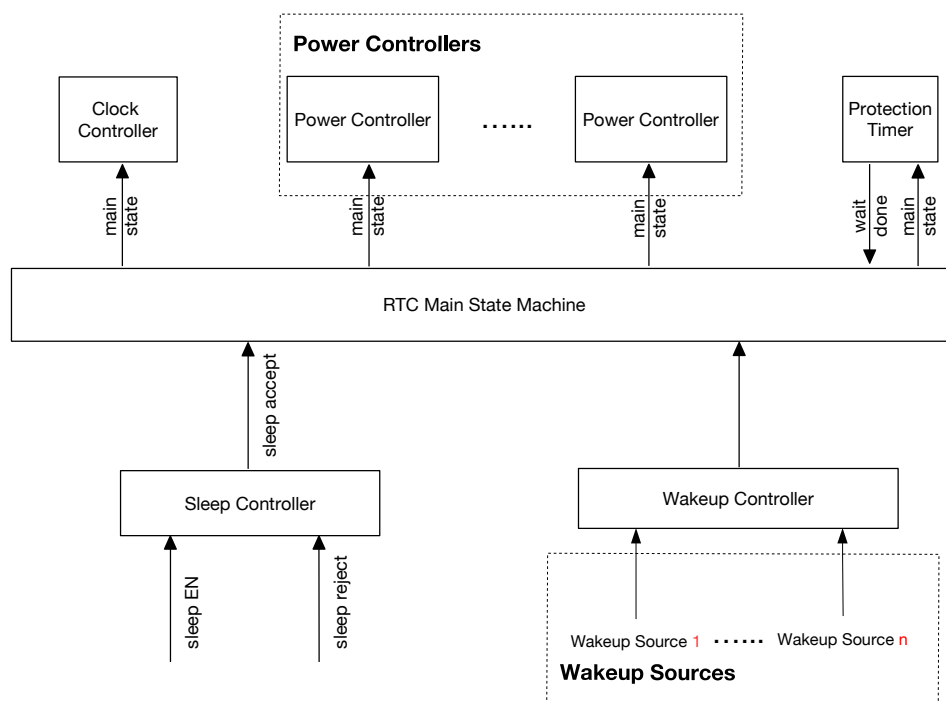 Power Controllers
Clock
Controller
Power Controller
......
Power Controller
Protection
Timer
main
state
main
state
main
state
wait
done
main
state
RTC Main State Machine
sleep accept
Sleep Controller
Wakeup Controller
sleep EN
sleep reject
Wakeup Source 1 ...... Wakeup Source n
Wakeup Sources